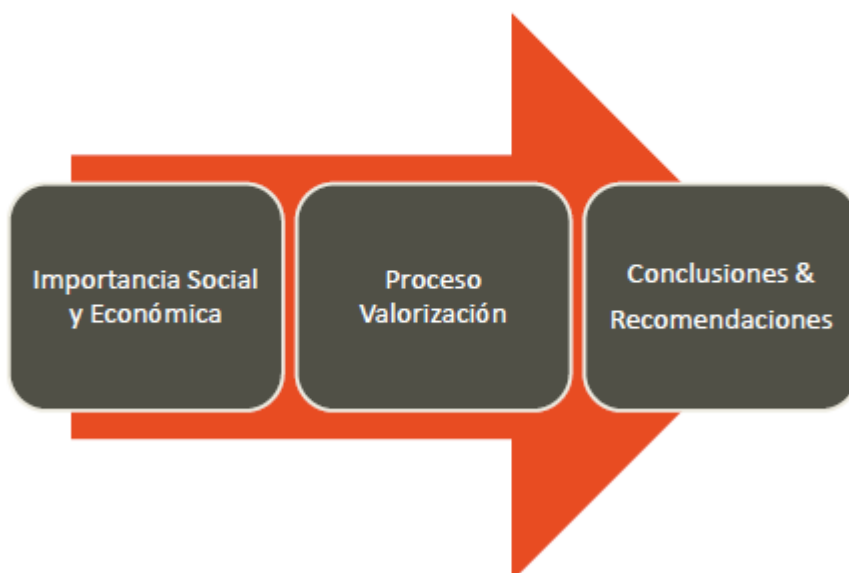 Importancia Social
y Económica
Proceso
Valorización
Conclusiones &
Recomendaciones